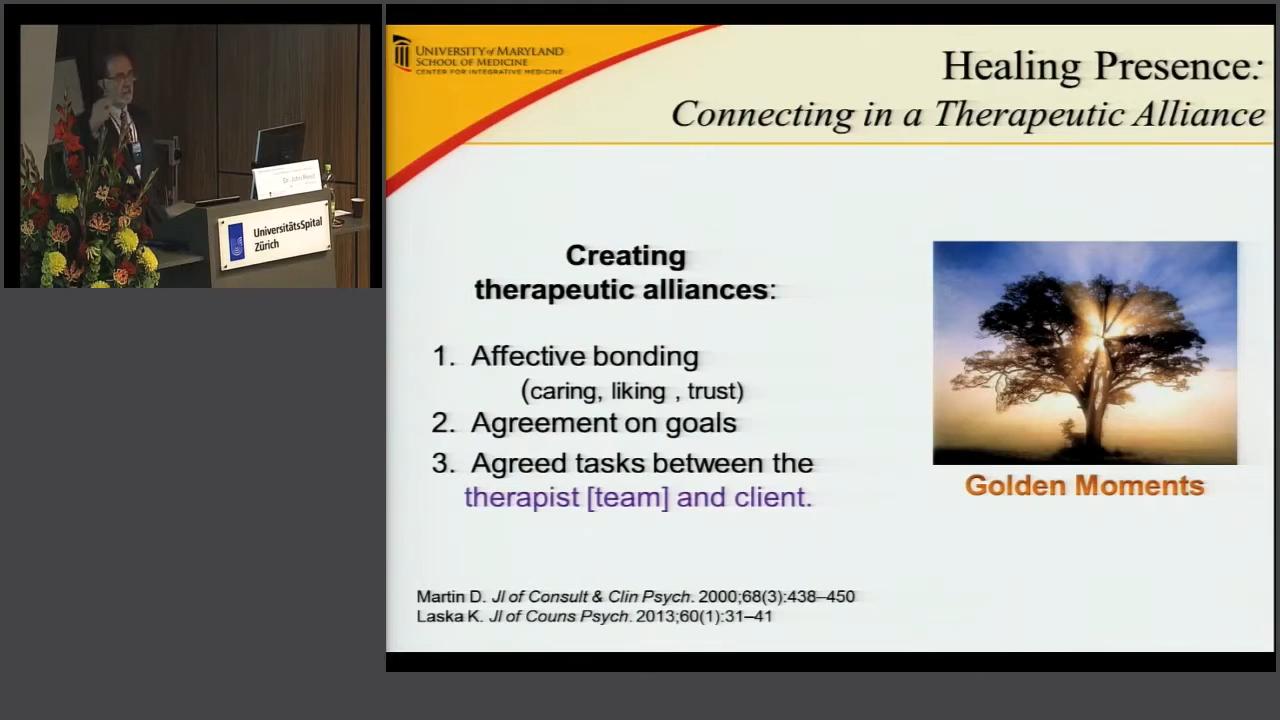 Dr. John Reed
UniversitätsSpital
Zürich
UNIVERSITY of MARYLAND
SCHOOL OF MEDICINE
CENTER FOR INTEGRATIVE MEDICINE
Healing Presence:
Connecting in a Therapeutic Alliance
Creating
therapeutic alliances:
1. Affective bonding
(caring, liking , trust)
2. Agreement on goals
3. Agreed tasks between the
therapist [team] and client.
Golden Moments
Martin D. Jl of Consult & Clin Psych. 2000;68(3):438–450
Laska K. Jl of Couns Psych. 2013;60(1):31–41